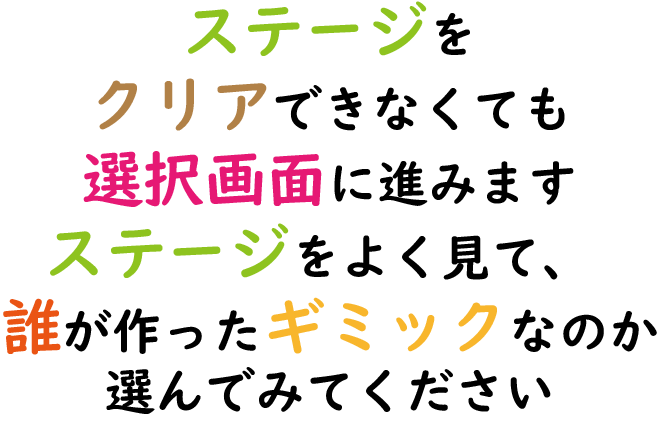 ステージを
クリアできなくても
選択画面に進みます
ステージをよく見て、
誰が作ったギミックなのか
選んでみてください